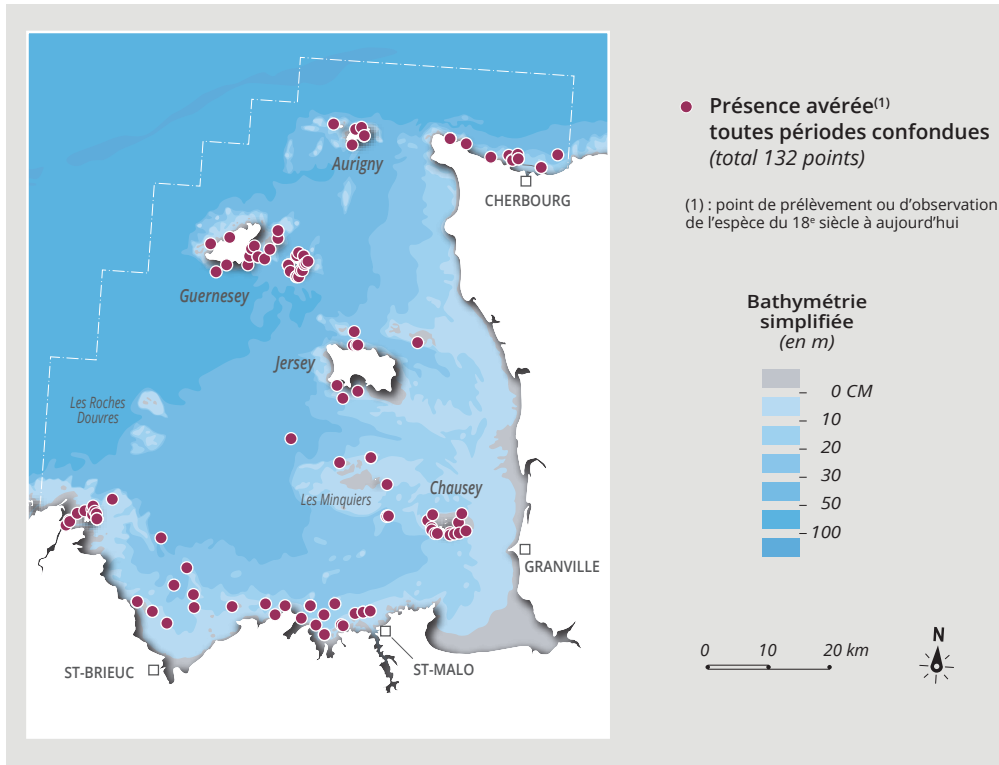 Aurigny
CHERBOURG
Guernesey
Jersey
Les Roches
Douvres
Les Minquiers
Chausey
GRANVILLE
ST-BRIEUC
ST-MALO
Présence avérée(1)
toutes périodes confondues
(total 132 points)
(1) : point de prélèvement ou d'observation
de l'espèce du 18e siècle à aujourd'hui
Bathymétrie
simplifiée
(en m)
0 CM
10
20
30
50
100
0 10 20 km
N